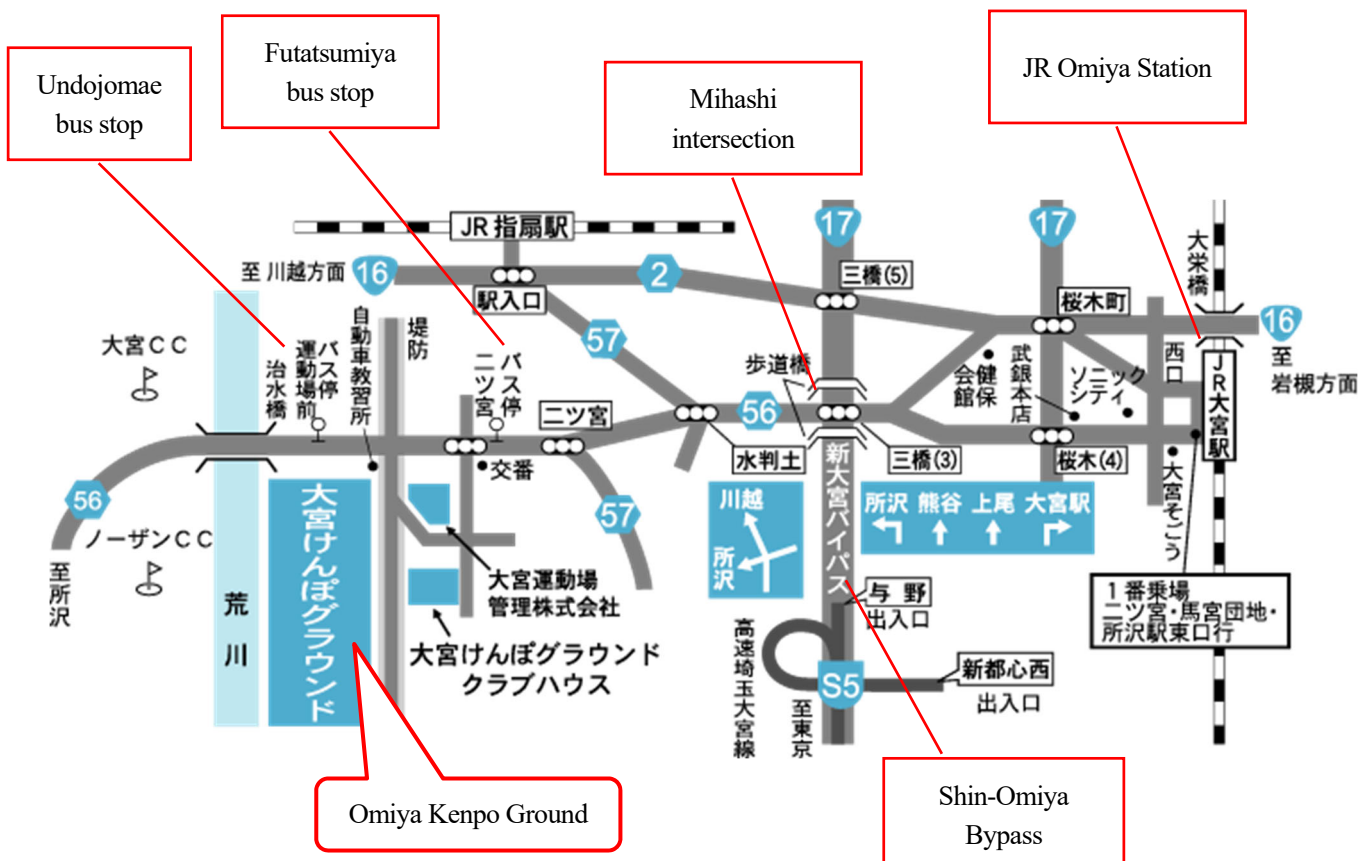 Undojomae
bus stop
Futatsumiya
bus stop
Mihashi
intersection
JR Omiya Station
JR指扇駅
17
17
大栄橋
至 川越方面
16
2
三橋(5)
駅入口
桜木町
16
至
岩槻方面
57
大宮CC
治水橋
運動場前
バス停
自動車教習所
堤防
二ツ宮
バス停
二ツ宮
歩道橋
会館
健保
武銀本店
ソニック
シティ
西口
JR大宮駅
56
交番
水判土
三橋(3)
桜木(4)
大宮そごう
56
ノーザンCC
至所沢
荒川
大宮けんぽグラウンド
57
川越
所沢
新大宮バイパス
所沢
熊谷
上尾
大宮駅
大宮運動場
管理株式会社
大宮けんぽグラウンド
クラブハウス
与野
出入口
1番乗場
二ツ宮・馬宮団地・
所沢駅東口行
高速埼玉大宮線
至東京
S5
新都心西
出入口
Omiya Kenpo Ground
Shin-Omiya
Bypass